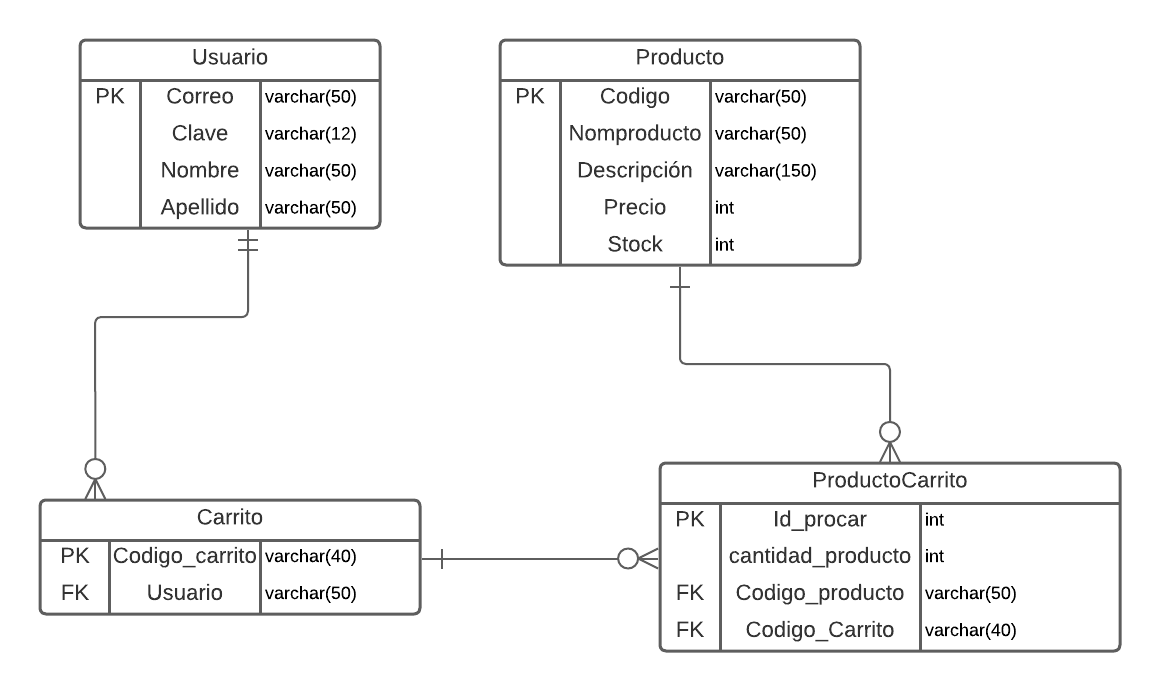 Usuario
PK Correo varchar(50)
Clave varchar(12)
Nombre varchar(50)
Apellido varchar(50)
Producto
PK Codigo varchar(50)
Nomproducto varchar(50)
Descripción varchar(150)
Precio int
Stock int
Carrito
PK Codigo_carrito varchar(40)
FK Usuario varchar(50)
ProductoCarrito
PK Id_procar int
cantidad_producto int
FK Codigo_producto varchar(50)
FK Codigo_Carrito varchar(40)